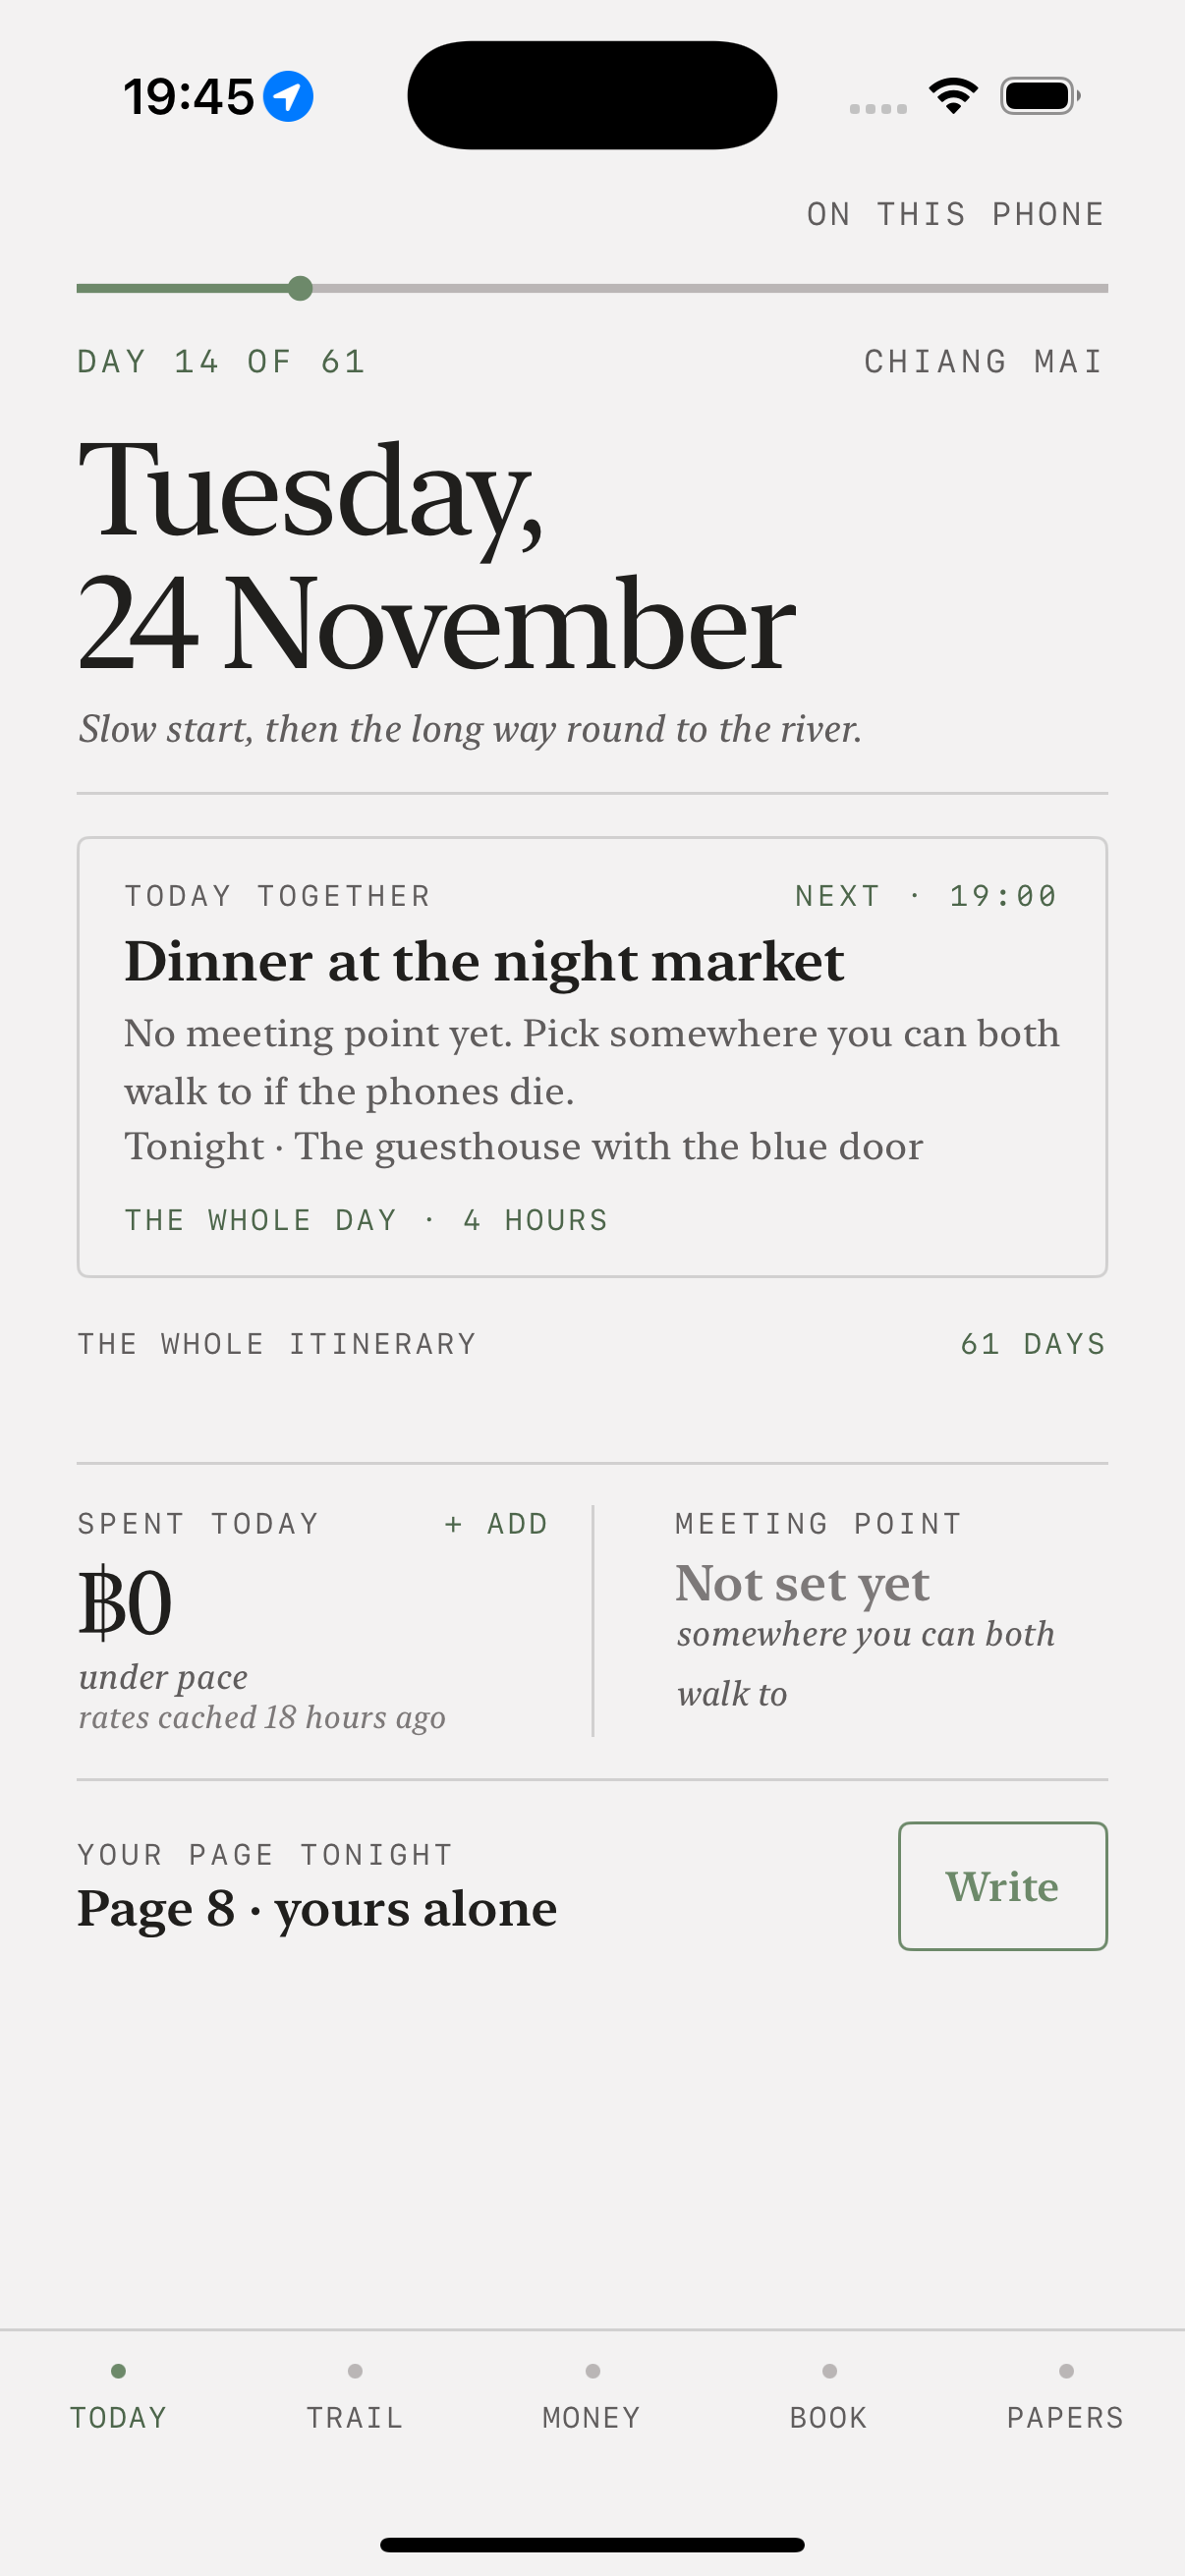 19:45
ON THIS PHONE
DAY 14 OF 61
CHIANG MAI
Tuesday,
24 November
Slow start, then the long way round to the river.
TODAY TOGETHER
NEXT · 19:00
Dinner at the night market
No meeting point yet. Pick somewhere you can both
walk to if the phones die.
Tonight · The guesthouse with the blue door
THE WHOLE DAY · 4 HOURS
THE WHOLE ITINERARY
61 DAYS
SPENT TODAY
+ ADD
฿0
under pace
rates cached 18 hours ago
MEETING POINT
Not set yet
somewhere you can both
walk to
YOUR PAGE TONIGHT
Page 8 · yours alone
Write
TODAY
TRAIL
MONEY
BOOK
PAPERS